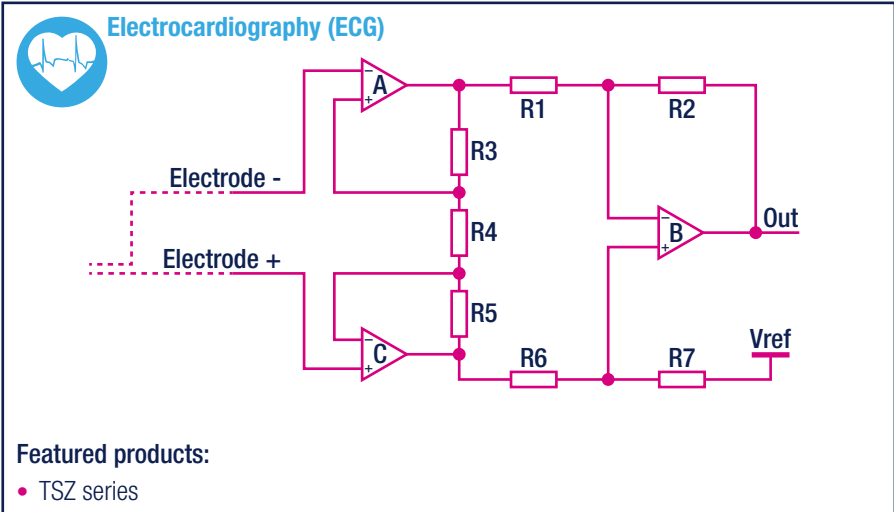 Electrocardiography (ECG)
− A +
R1
R2
R3
Electrode -
R4
− B +
Out
Electrode +
R5
− C +
Vref
R6
R7
Featured products:
• TSZ series